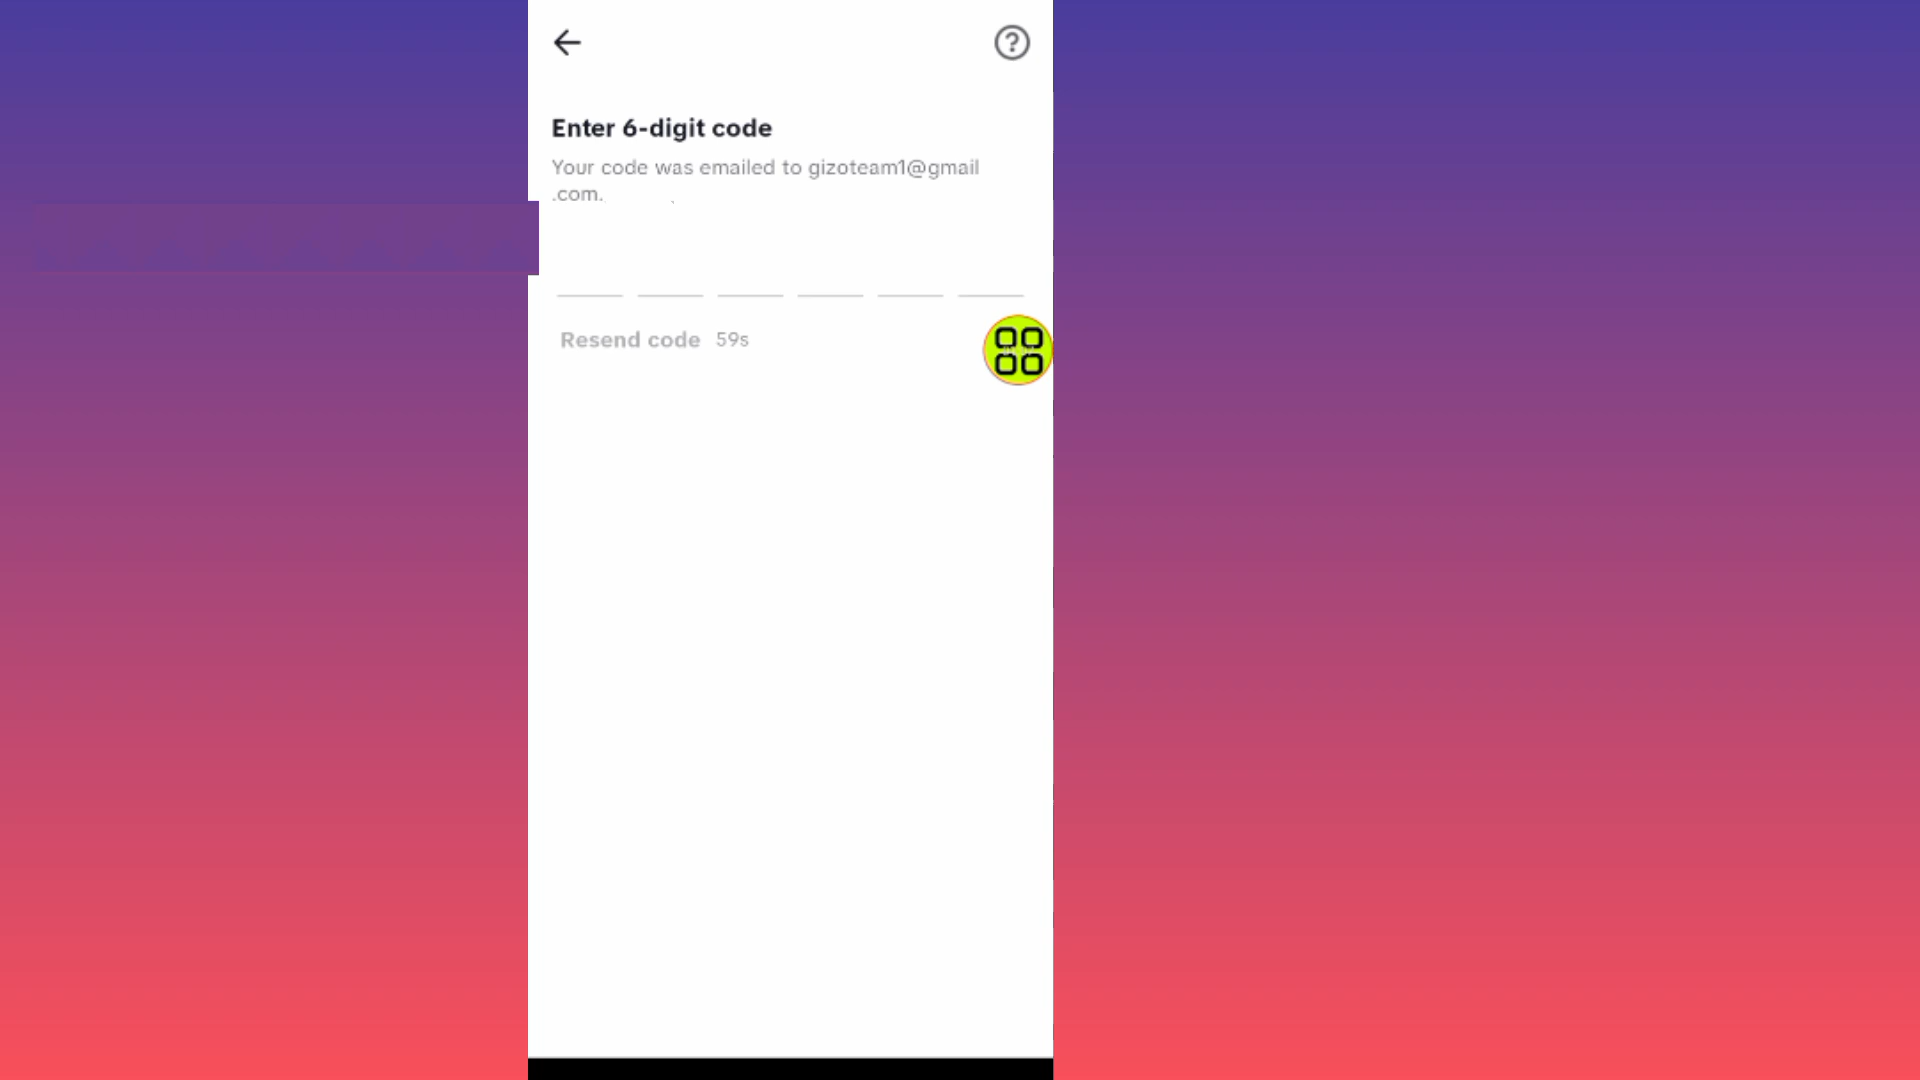 Enter 6-digit code
Your code was emailed to gizoteam1@gmail
.com.
Resend code 59s